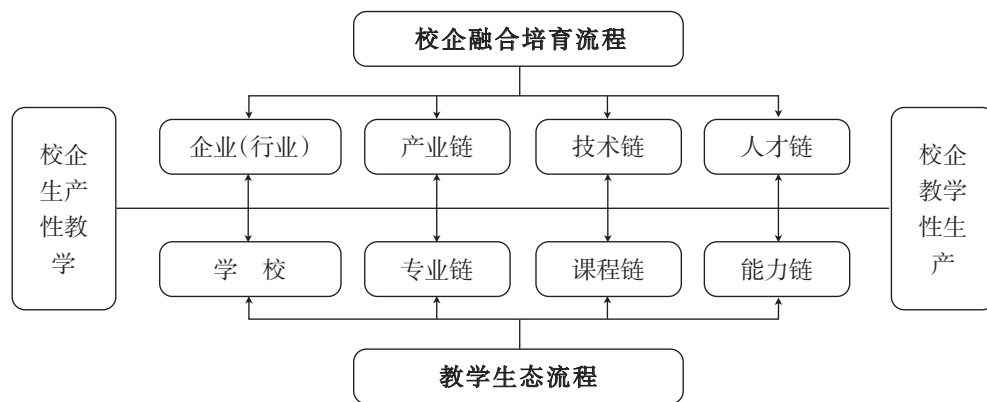 校企融合培育流程
企业(行业) 产业链 技术链 人才链
校企
生产
性教
学
校企
教学
性生
产
学 校 专业链 课程链 能力链
教学生态流程